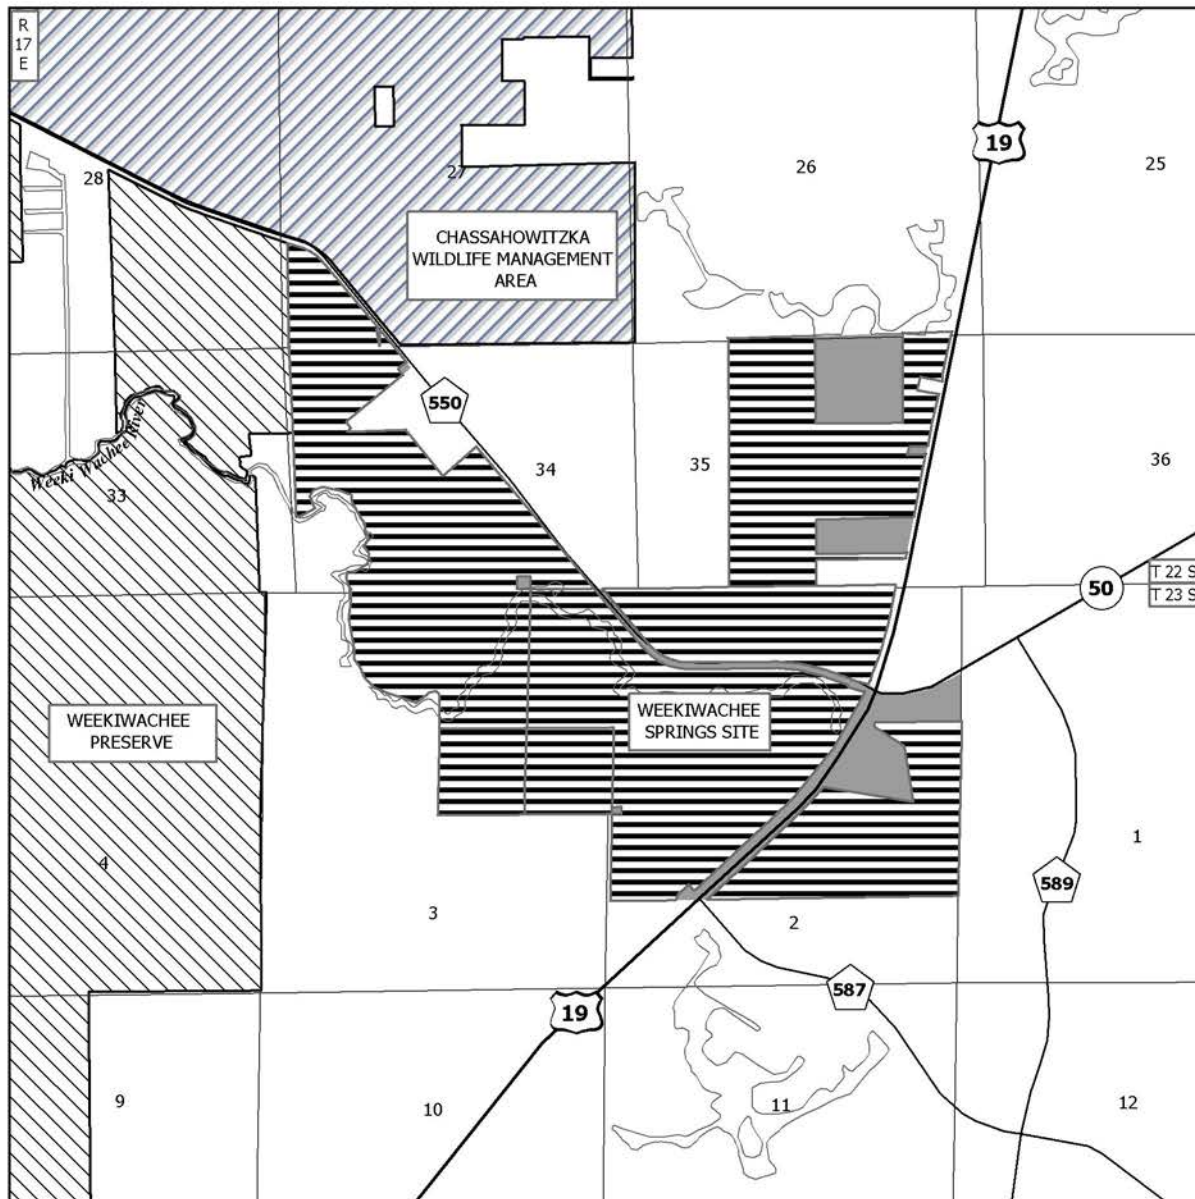 R
17
E
19
26
25
28
27
CHASSAHOWITZKA
WILDLIFE MANAGEMENT
AREA
550
34
35
36
Weeki Wachee River
33
50
T 22 S
T 23 S
WEEKIWACHEE
SPRINGS SITE
WEEKIWACHEE
PRESERVE
4
1
589
3
2
587
19
9
10
11
12